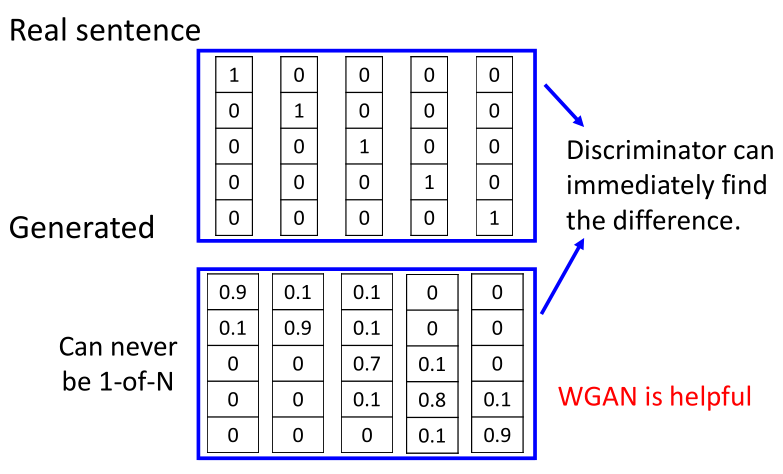 Real sentence
1 0 0 0 0
0 1 0 0 0
0 0 1 0 0
0 0 0 1 0
0 0 0 0 1
Discriminator can
immediately find
the difference.
Generated
0.9 0.1 0.1 0 0
0.1 0.9 0.1 0 0
0 0 0.7 0.1 0
0 0 0.1 0.8 0.1
0 0 0 0.1 0.9
Can never
be 1-of-N
WGAN is helpful